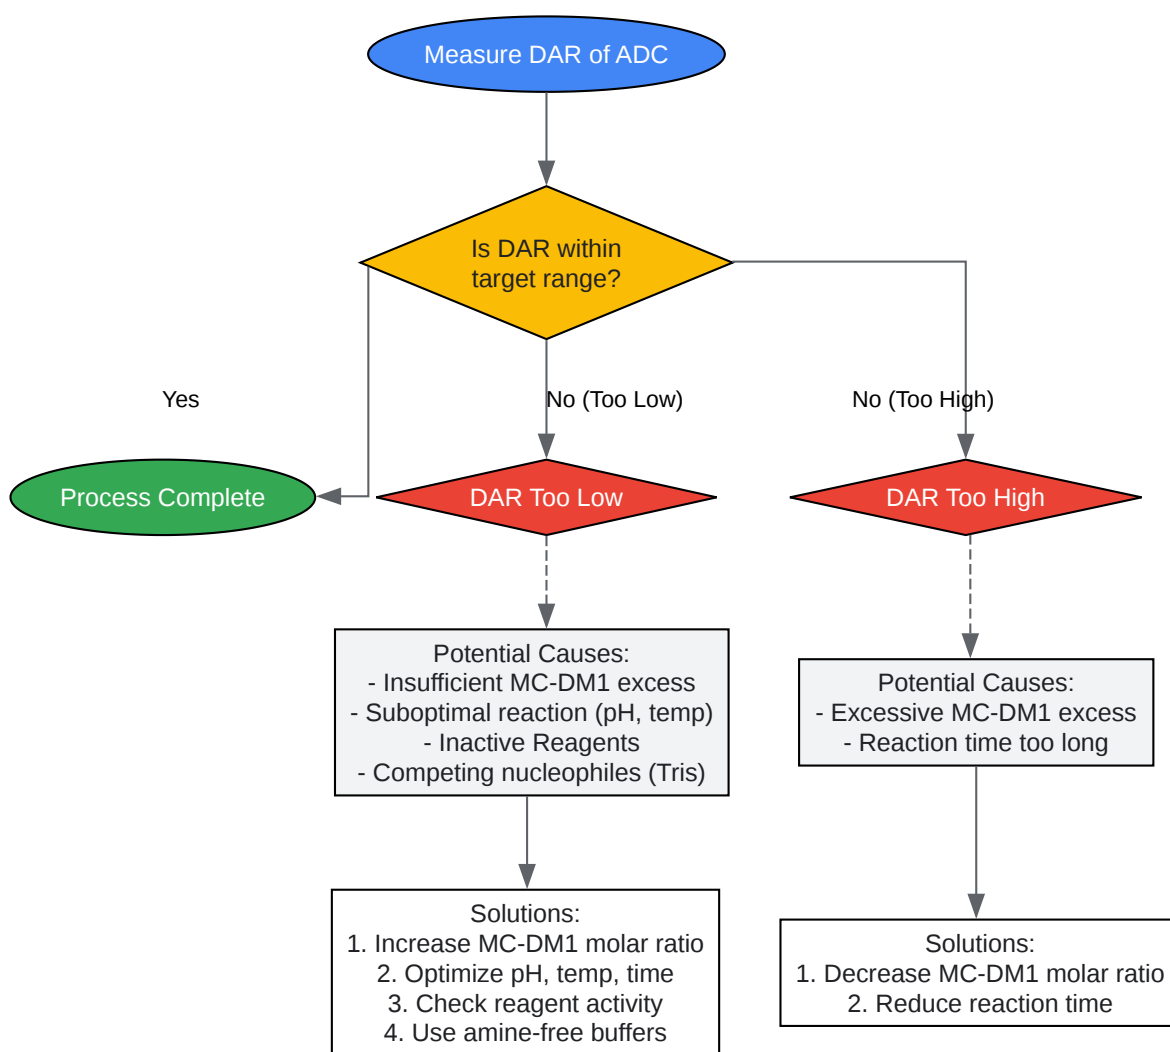 Measure DAR of ADC
Is DAR within
target range?
Yes
No (Too Low)
No (Too High)
Process Complete
DAR Too Low
DAR Too High
Potential Causes:
- Insufficient MC-DM1 excess
- Suboptimal reaction (pH, temp)
- Inactive Reagents
- Competing nucleophiles (Tris)
Potential Causes:
- Excessive MC-DM1 excess
- Reaction time too long
Solutions:
1. Increase MC-DM1 molar ratio
2. Optimize pH, temp, time
3. Check reagent activity
4. Use amine-free buffers
Solutions:
1. Decrease MC-DM1 molar ratio
2. Reduce reaction time